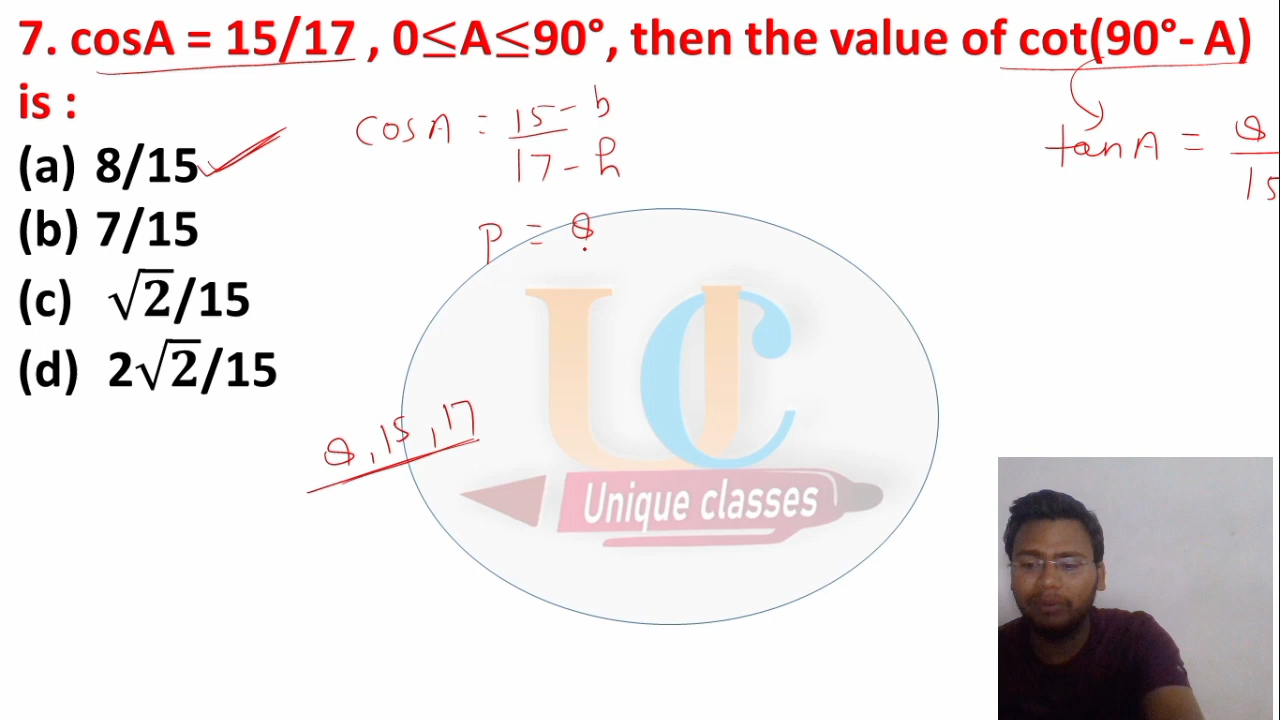 7. cosA = 15/17 , 0≤A≤90°, then the value of cot(90°- A)
is :
(a) 8/15
(b) 7/15
(c) √2/15
(d) 2√2/15
cosA = 15 - b
17 - h
p = 8
tanA = 8
15
8, 15, 17
UC
Unique classes